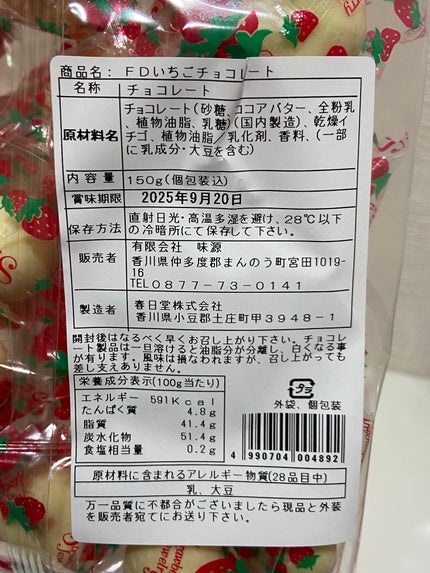 商品名：ＦＤいちごチョコレート
名称 チョコレート
原材料名
チョコレート(砂糖、ココアバター、全粉乳
、植物油脂、乳糖)(国内製造)、乾燥イ
チゴ、植物油脂／乳化剤、香料、(一部
に乳成分・大豆を含む)
内容量 150g(個包装込)
賞味期限 2025年9月20日
保存方法
直射日光・高温多湿を避け、28℃以下
の冷暗所にて保存して下さい。
販売者
有限会社 味源
香川県仲多度郡まんのう町宮田1019-
16
TEL0877-73-0141
製造者
春日堂株式会社
香川県小豆郡土庄町甲3948-1
開封後はなるべく早くお召し上がり下さい。チョコレ
ート製品は一旦溶けると油脂分が分離し、白くなる事
が有ります。風味は損なわれますが、召し上がっても
差し支えありません。
栄養成分表示(100g当たり)
エネルギー 591Kcal
たんぱく質 4.8g
脂質 41.4g
炭水化物 51.4g
食塩相当量 0.2g
プラ
外袋、個包装
4 990704 004892
原材料に含まれるアレルギー物質(28品目中)
乳、大豆
万一品質に不都合がございましたら現品と外装
を販売者宛てにお送り下さい。